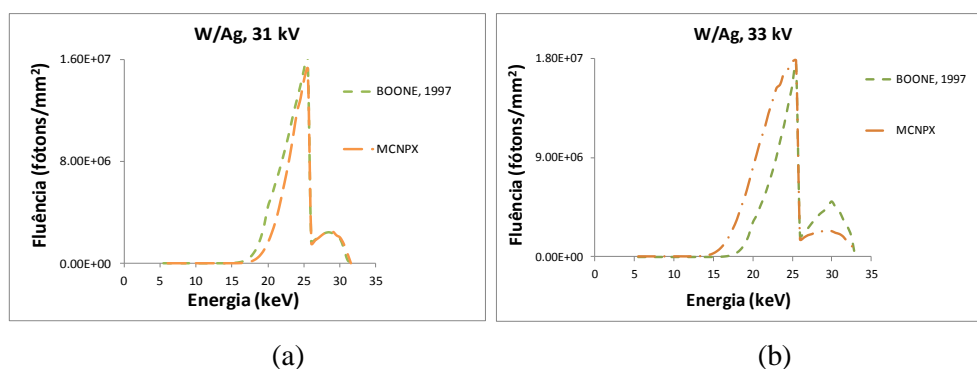 W/Ag, 31 kV
1.60E+07
8.00E+06
0.00E+00
Fluência (fótons/mm²)
0 5 10 15 20 25 30 35
Energia (keV)
BOONE, 1997
MCNPX
(a)
W/Ag, 33 kV
1.80E+07
9.00E+06
0.00E+00
Fluência (fótons/mm²)
0 5 10 15 20 25 30 35
Energia (keV)
BOONE, 1997
MCNPX
(b)